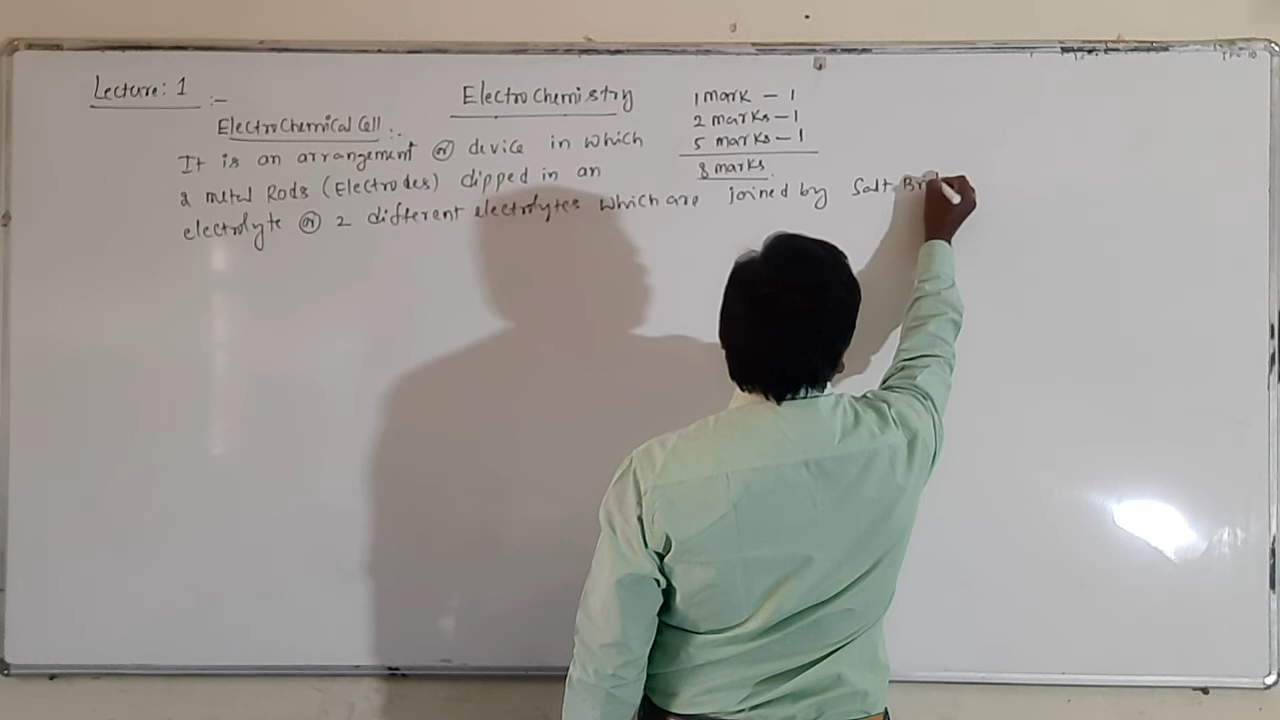 Lecture: 1 :-
ElectroChemistry
1 mark - 1
2 marks - 1
5 marks - 1
8 marks.
ElectroChemical Cell :-
It is an arrangement or device in which
2 metal Rods (Electrodes) dipped in an
electrolyte or 2 different electrolytes which are joined by Salt